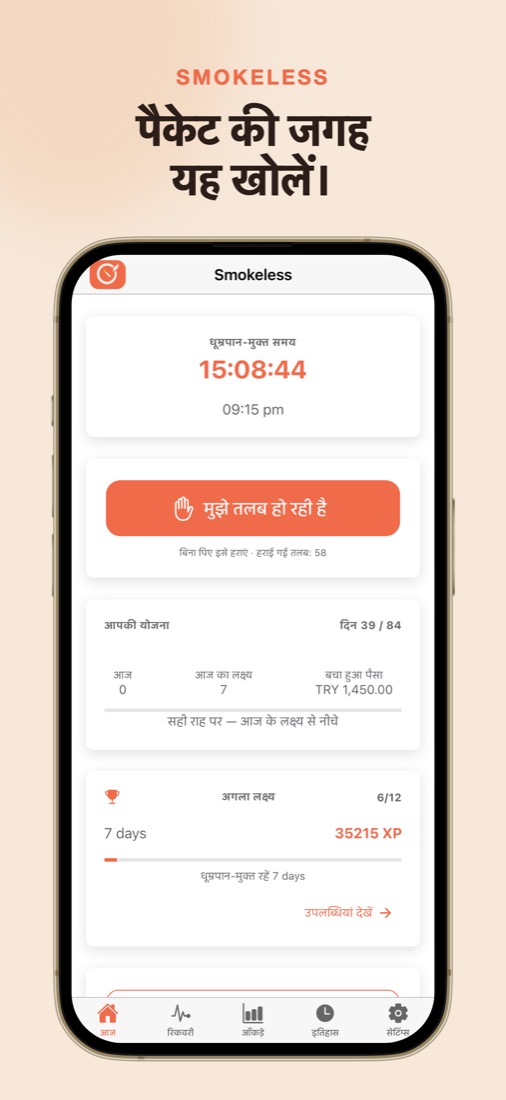 SMOKELESS
पैकेट की जगह
यह खोलें।
Smokeless
धूम्रपान-मुक्त समय
15:08:44
09:15 pm
मुझे तलब हो रही है
बिना पिए इसे हराएं · हराई गई तलब: 58
आपकी योजना दिन 39 / 84
आज आज का लक्ष्य बचा हुआ पैसा
0 7 TRY 1,450.00
सही राह पर — आज के लक्ष्य से नीचे
अगला लक्ष्य 6/12
7 days 35215 XP
धूम्रपान-मुक्त रहें 7 days
उपलब्धियां देखें
आज रिकवरी आँकड़े इतिहास सेटिंग्स